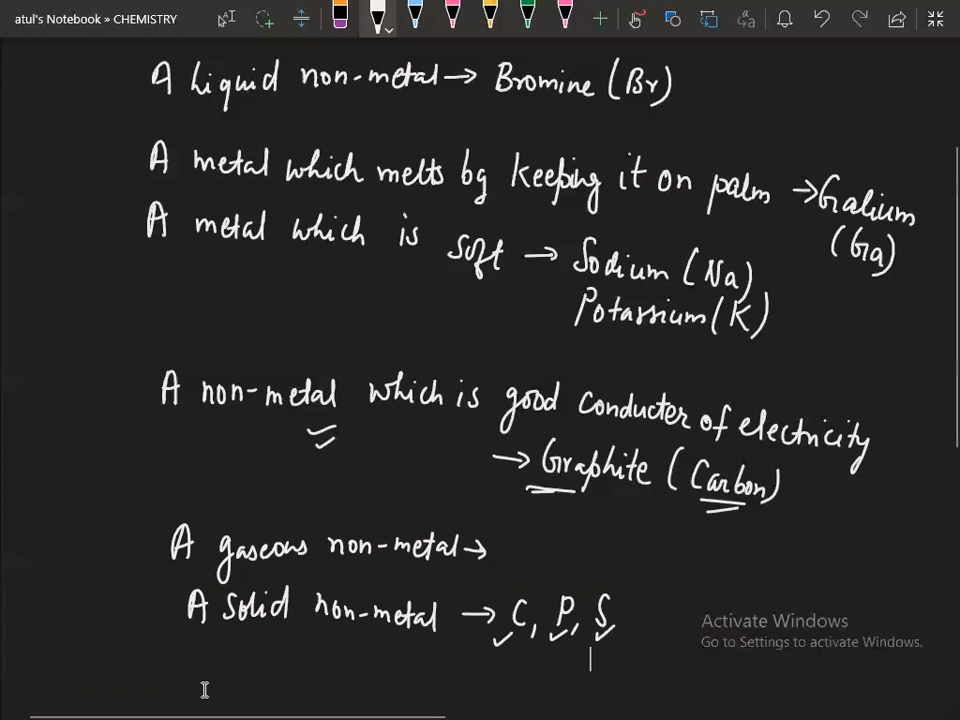 atul's Notebook » CHEMISTRY
A Liquid non-metal → Bromine (Br)
A metal which melts by keeping it on palm → Galium
(Ga)
A metal which is soft → Sodium (Na)
Potassium (K)
A non-metal which is good conducter of electricity
→ Graphite (Carbon)
A gaseous non-metal →
A Solid non-metal → C, P, S
Activate Windows
Go to Settings to activate Windows.